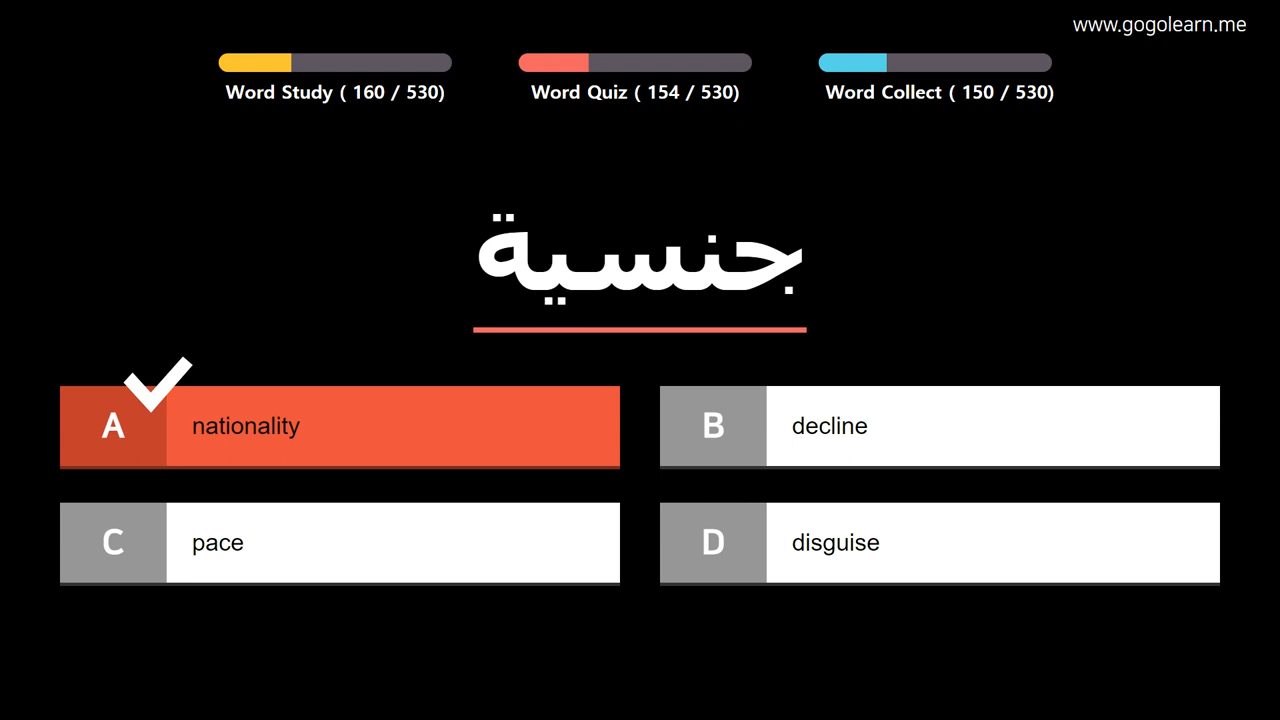 www.gogolearn.me
Word Study ( 160 / 530)
Word Quiz ( 154 / 530)
Word Collect ( 150 / 530)
جنسية
A nationality
B decline
C pace
D disguise